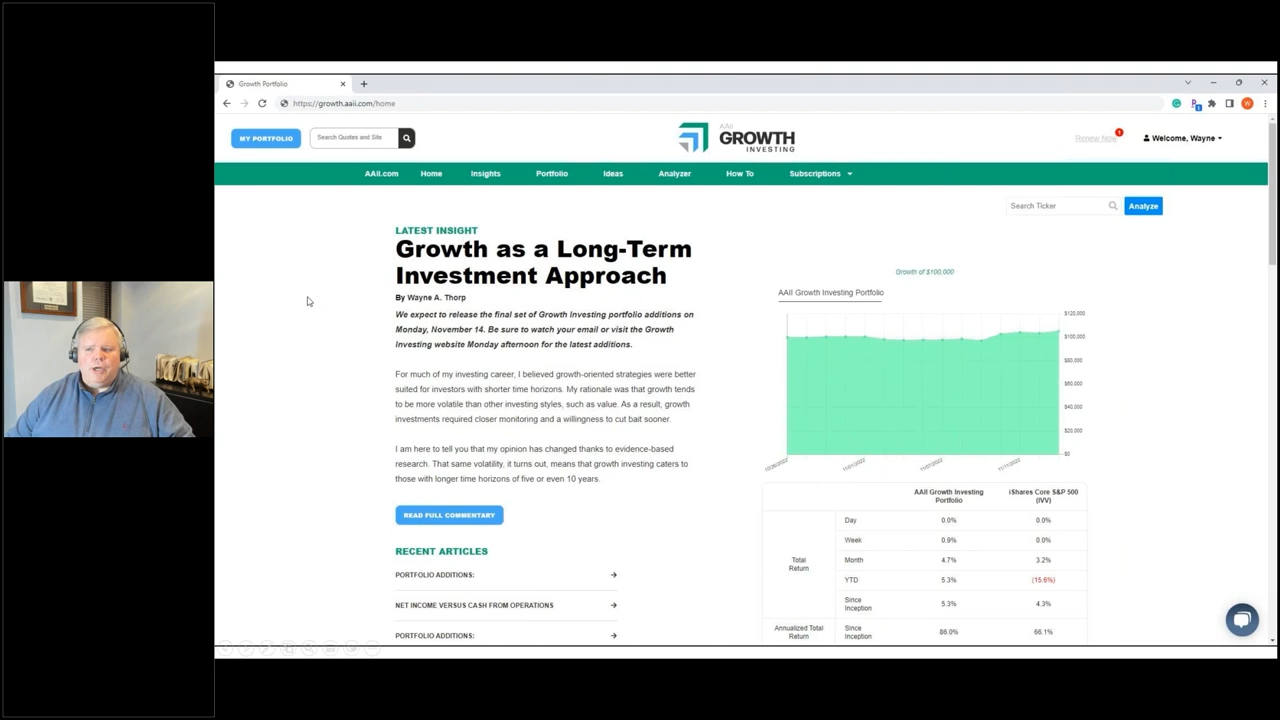 Growth Portfolio
https://growth.aaii.com/home
MY PORTFOLIO
Search Quotes and Site
AAII
GROWTH
INVESTING
Renew Now
Welcome, Wayne
AAII.com Home Insights Portfolio Ideas Analyzer How To Subscriptions
Search Ticker
Analyze
LATEST INSIGHT
Growth as a Long-Term
Investment Approach
By Wayne A. Thorp
We expect to release the final set of Growth Investing portfolio additions on
Monday, November 14. Be sure to watch your email or visit the Growth
Investing website Monday afternoon for the latest additions.
For much of my investing career, I believed growth-oriented strategies were better
suited for investors with shorter time horizons. My rationale was that growth tends
to be more volatile than other investing styles, such as value. As a result, growth
investments required closer monitoring and a willingness to cut bait sooner.
I am here to tell you that my opinion has changed thanks to evidence-based
research. That same volatility, it turns out, means that growth investing caters to
those with longer time horizons of five or even 10 years.
READ FULL COMMENTARY
RECENT ARTICLES
PORTFOLIO ADDITIONS:
NET INCOME VERSUS CASH FROM OPERATIONS
PORTFOLIO ADDITIONS:
Growth of $100,000
AAII Growth Investing Portfolio
$120,000
$100,000
$80,000
$60,000
$40,000
$20,000
$0
AAII Growth Investing Portfolio
iShares Core S&P 500 (IVV)
Total Return
Day 0.0% 0.0%
Week 0.9% 0.0%
Month 4.7% 3.2%
YTD 5.3% (15.6%)
Since Inception 5.3% 4.3%
Annualized Total Return
Since Inception 86.0% 66.1%